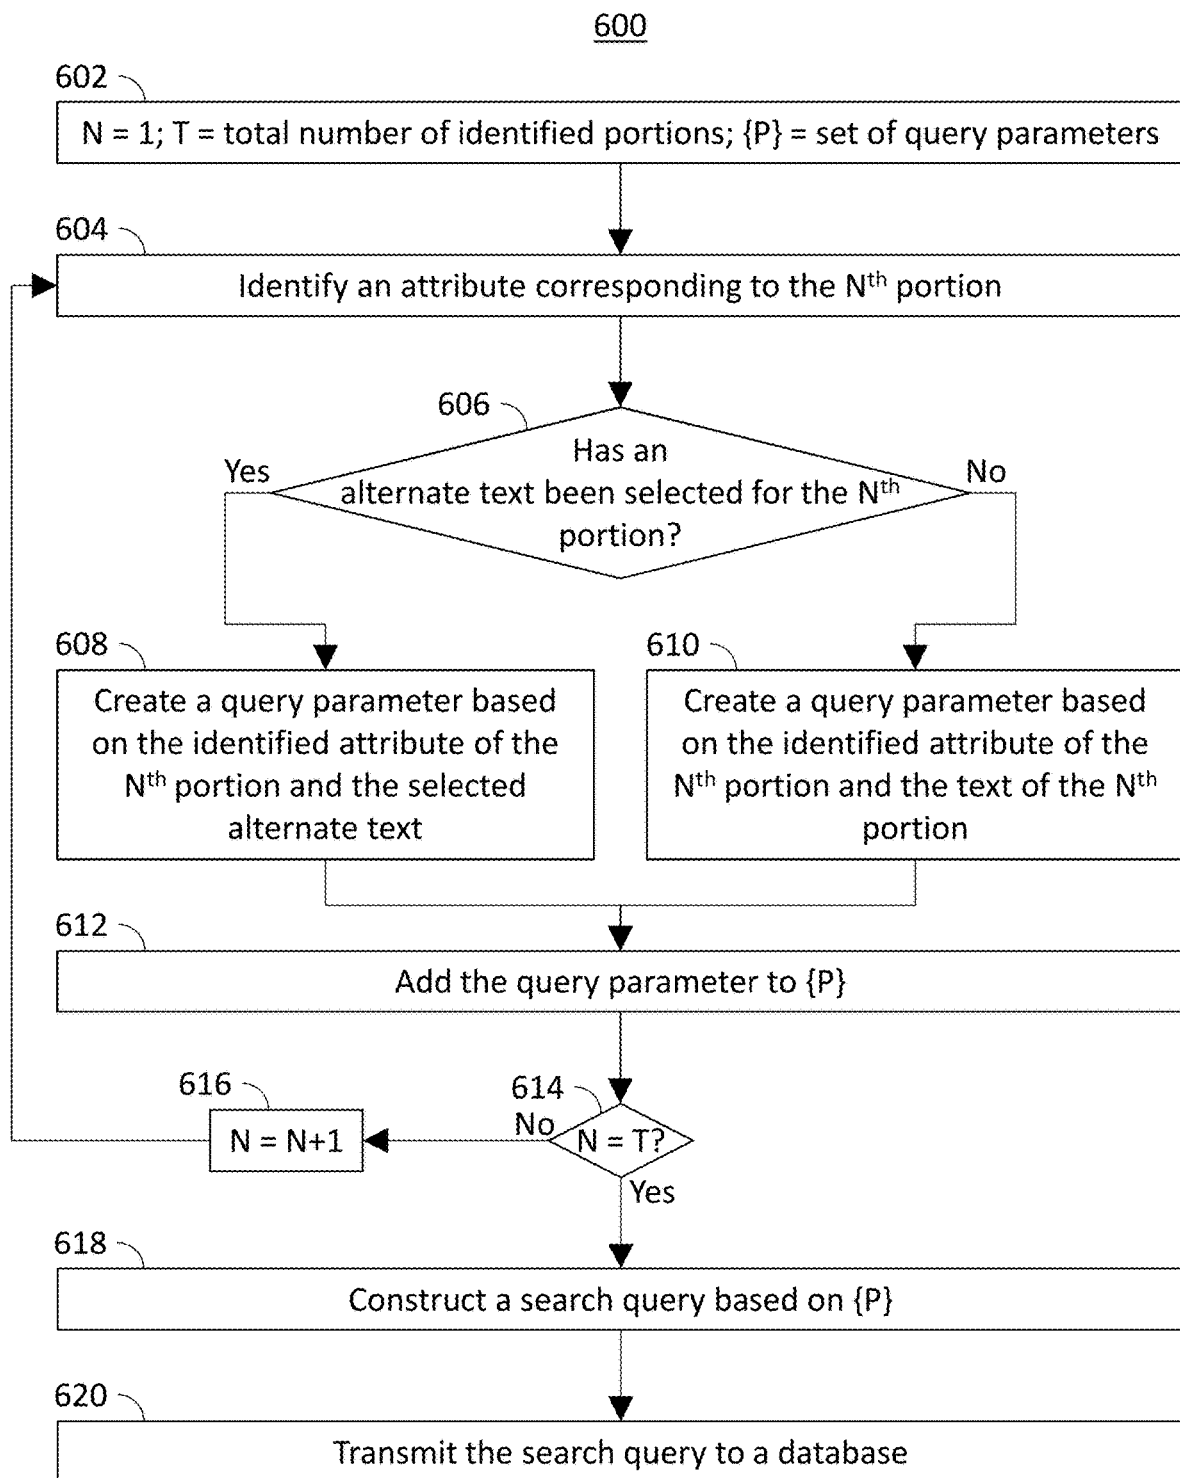 600
602
N = 1; T = total number of identified portions; {P} = set of query parameters
604
Identify an attribute corresponding to the Nth portion
606
Has an
alternate text been selected for the Nth
portion?
Yes
No
608
Create a query parameter based
on the identified attribute of the
Nth portion and the selected
alternate text
610
Create a query parameter based
on the identified attribute of the
Nth portion and the text of the Nth
portion
612
Add the query parameter to {P}
616
N = N+1
614
No
N = T?
Yes
618
Construct a search query based on {P}
620
Transmit the search query to a database